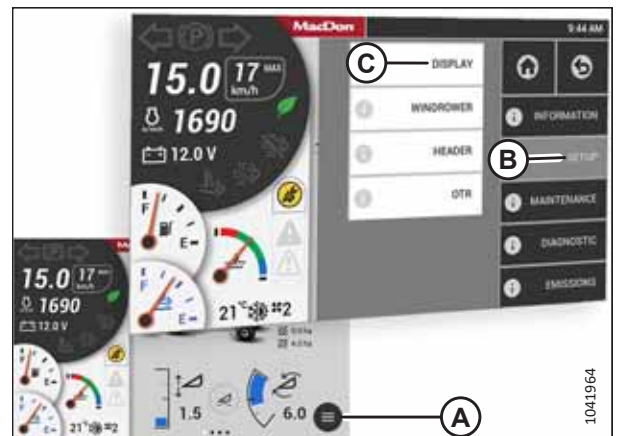 MacDon
9:44 AM
15.0
17 MAX
km/h
1690
12.0 V
F
E
F
E
21°C
2
C
DISPLAY
WINDROWER
HEADER
OTR
INFORMATION
B
SETUP
MAINTENANCE
DIAGNOSTIC
EMISSIONS
15.0
17
1690
12.0 V
F
E
F
E
21°C
2
1.5
6.0
A
1041964